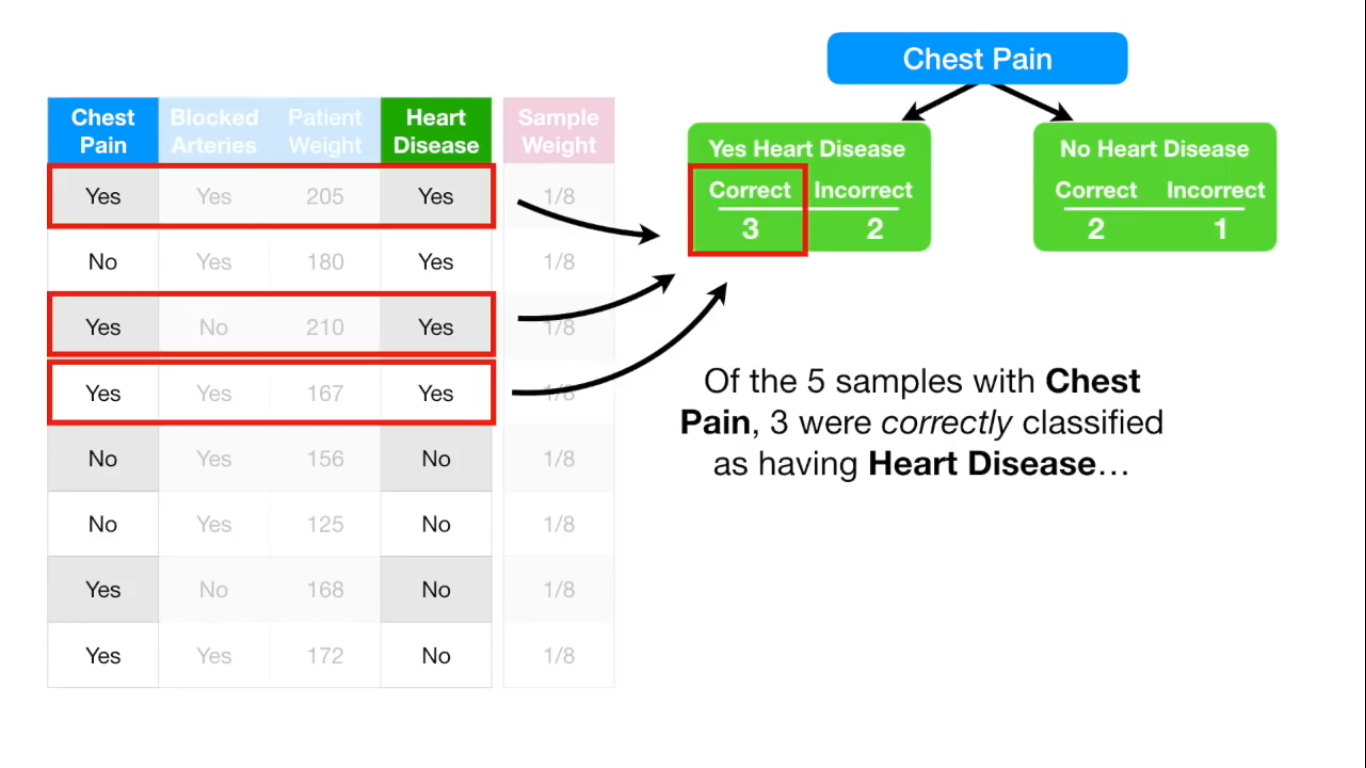 Chest Pain
Chest Blocked Patient Heart Sample
Pain Arteries Weight Disease Weight
Yes Heart Disease No Heart Disease
Correct Incorrect Correct Incorrect
3 2 2 1
Yes Yes 205 Yes 1/8
No Yes 180 Yes 1/8
Yes No 210 Yes 1/8
Yes Yes 167 Yes 1/8
No Yes 156 No 1/8
No Yes 125 No 1/8
Yes No 168 No 1/8
Yes Yes 172 No 1/8
Of the 5 samples with Chest
Pain, 3 were correctly classified
as having Heart Disease…